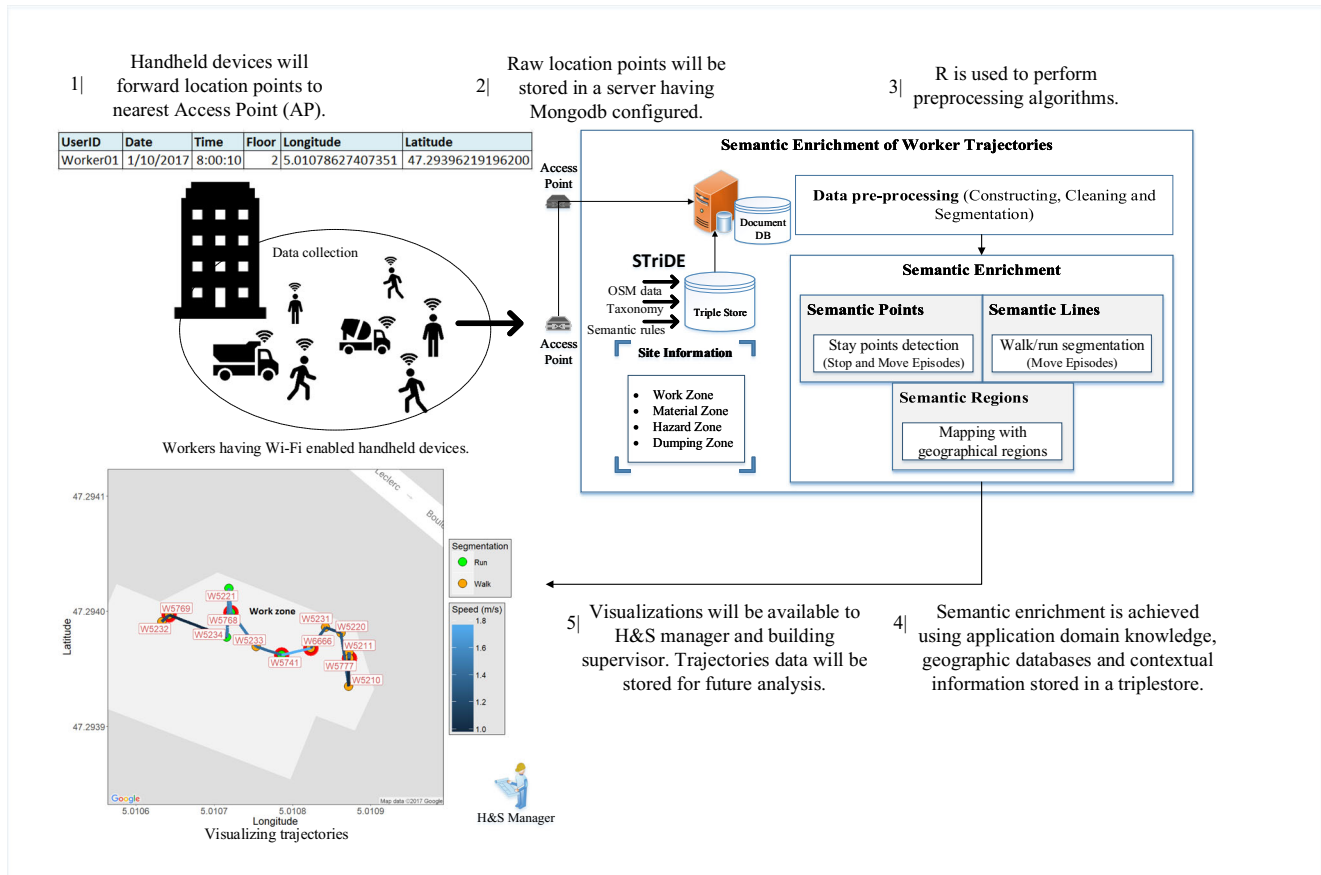 1|
Handheld devices will
forward location points to
nearest Access Point (AP).
2|
Raw location points will be
stored in a server having
Mongodb configured.
3|
R is used to perform
preprocessing algorithms.
UserID Date Time Floor Longitude Latitude
Worker01 1/10/2017 8:00:10 2 5.01078627407351 47.29396219196200
Data collection
Workers having Wi-Fi enabled handheld devices.
Access
Point
Access
Point
Semantic Enrichment of Worker Trajectories
Document
DB
STriDE
OSM data
Taxonomy
Semantic rules
Triple Store
Site Information
• Work Zone
• Material Zone
• Hazard Zone
• Dumping Zone
Data pre-processing (Constructing, Cleaning and
Segmentation)
Semantic Enrichment
Semantic Points
Stay points detection
(Stop and Move Episodes)
Semantic Lines
Walk/run segmentation
(Move Episodes)
Semantic Regions
Mapping with
geographical regions
47.2941
47.2940
47.2939
Latitude
Leclerc
→
Boule
W5221
W5769
Work zone
W5768
W5232
W5234
W5233
W5231
W5220
W6666
W5211
W5741
W5777
W5210
Google
Map data ©2017 Google
5.0106 5.0107 5.0108 5.0109
Longitude
Visualizing trajectories
Segmentation
Run
Walk
Speed (m/s)
1.8
1.6
1.4
1.2
1.0
H&S Manager
5|
Visualizations will be available to
H&S manager and building
supervisor. Trajectories data will be
stored for future analysis.
4|
Semantic enrichment is achieved
using application domain knowledge,
geographic databases and contextual
information stored in a triplestore.